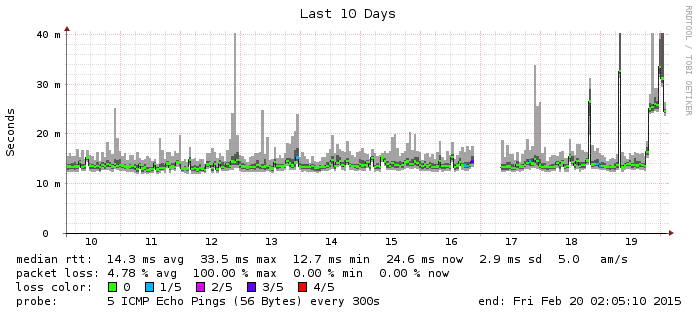 Last 10 Days
RRDTOOL / TOBI OETIKER
Seconds
40 m
30 m
20 m
10 m
0
10 11 12 13 14 15 16 17 18 19
median rtt: 14.3 ms avg 33.5 ms max 12.7 ms min 24.6 ms now 2.9 ms sd 5.0 am/s
packet loss: 4.78 % avg 100.00 % max 0.00 % min 0.00 % now
loss color: 0 1/5 2/5 3/5 4/5
probe: 5 ICMP Echo Pings (56 Bytes) every 300s end: Fri Feb 20 02:05:10 2015